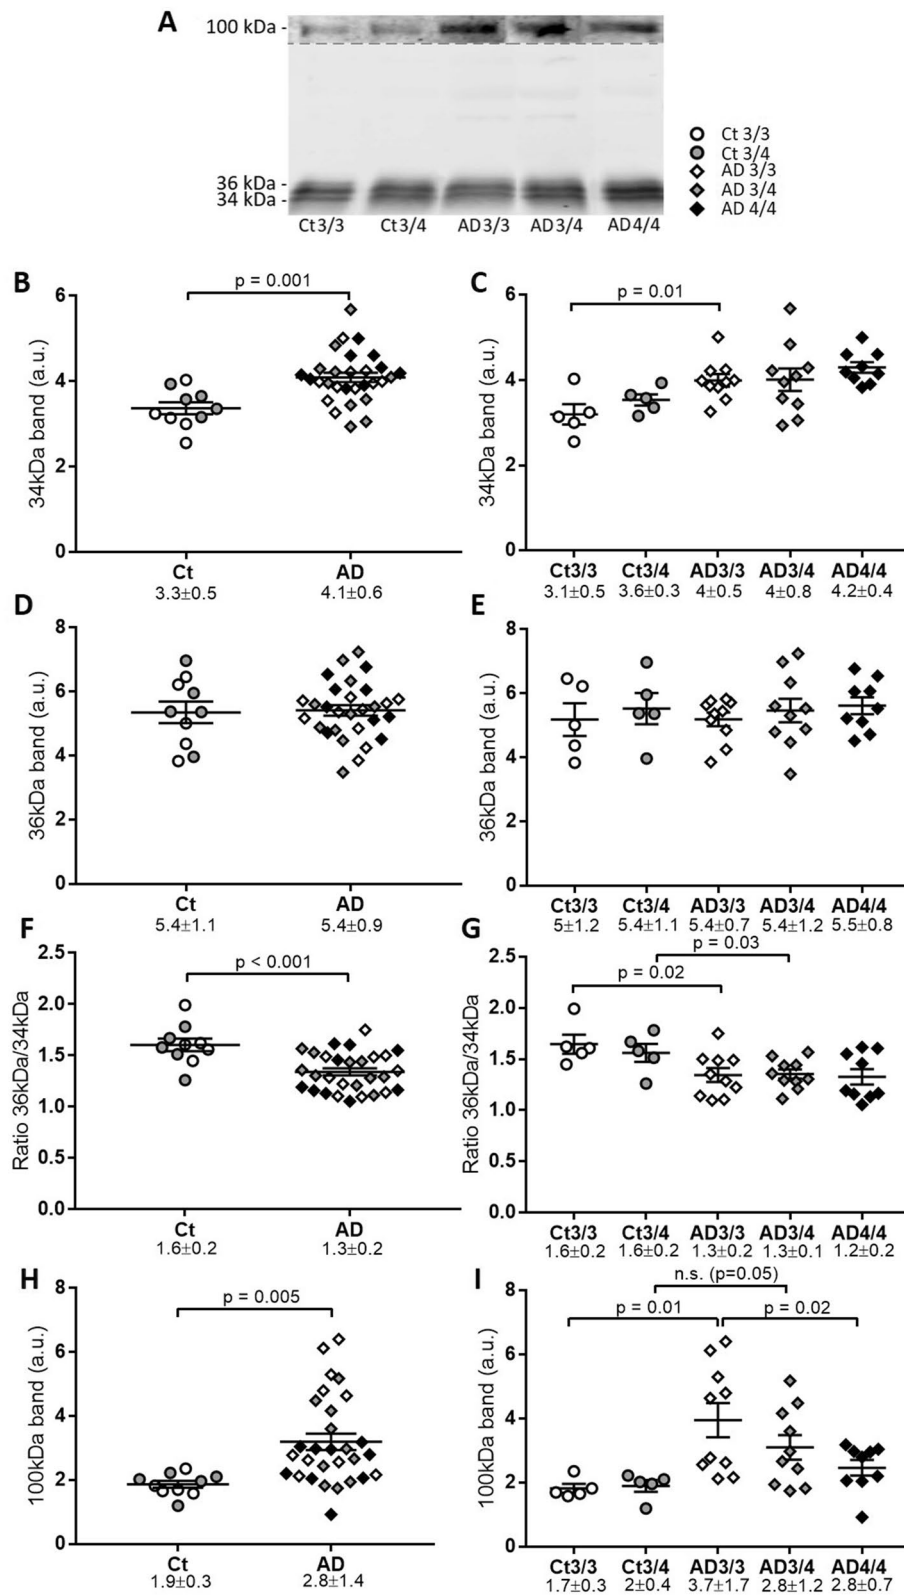 A
100 kDa -
36 kDa -
34 kDa -
Ct3/3 Ct3/4 AD3/3 AD3/4 AD4/4
Ct 3/3
Ct 3/4
AD 3/3
AD 3/4
AD 4/4
B
p = 0.001
34kDa band (a.u.)
6
4
2
0
Ct AD
3.3±0.5 4.1±0.6
C
p = 0.01
34kDa band (a.u.)
6
4
2
0
Ct3/3 Ct3/4 AD3/3 AD3/4 AD4/4
3.1±0.5 3.6±0.3 4±0.5 4±0.8 4.2±0.4
D
36kDa band (a.u.)
8
6
4
2
0
Ct AD
5.4±1.1 5.4±0.9
E
36kDa band (a.u.)
8
6
4
2
0
Ct3/3 Ct3/4 AD3/3 AD3/4 AD4/4
5±1.2 5.4±1.1 5.4±0.7 5.4±1.2 5.5±0.8
F
p < 0.001
Ratio 36kDa/34kDa
2.5
2.0
1.5
1.0
0.5
0.0
Ct AD
1.6±0.2 1.3±0.2
G
p = 0.03
p = 0.02
Ratio 36kDa/34kDa
2.5
2.0
1.5
1.0
0.5
0.0
Ct3/3 Ct3/4 AD3/3 AD3/4 AD4/4
1.6±0.2 1.6±0.2 1.3±0.2 1.3±0.1 1.2±0.2
H
p = 0.005
100kDa band (a.u.)
8
6
4
2
0
Ct AD
1.9±0.3 2.8±1.4
I
n.s. (p=0.05)
p = 0.01 p = 0.02
100kDa band (a.u.)
8
6
4
2
0
Ct3/3 Ct3/4 AD3/3 AD3/4 AD4/4
1.7±0.3 2±0.4 3.7±1.7 2.8±1.2 2.8±0.7